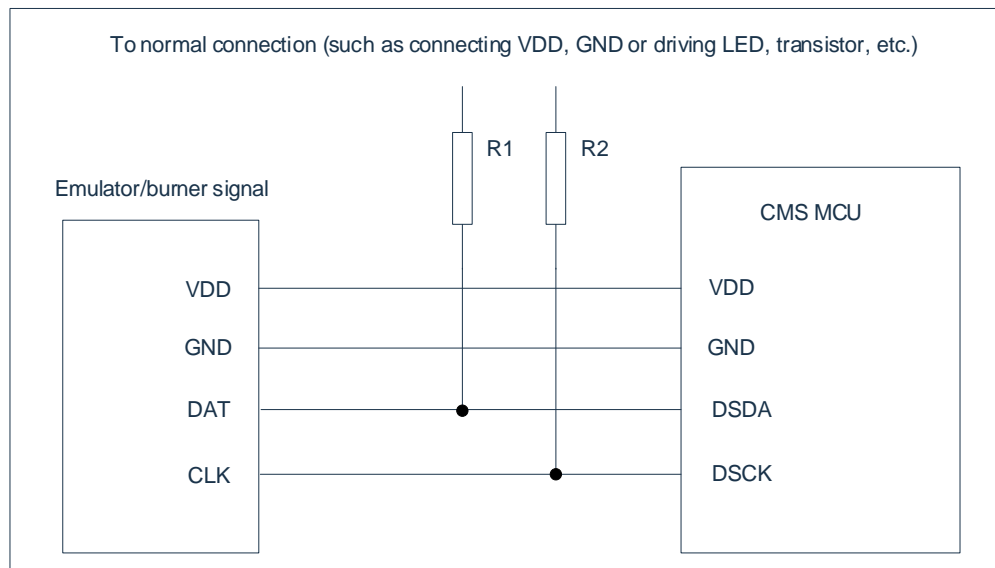 To normal connection (such as connecting VDD, GND or driving LED, transistor, etc.)
R1
R2
Emulator/burner signal
CMS MCU
VDD
VDD
GND
GND
DAT
DSDA
CLK
DSCK